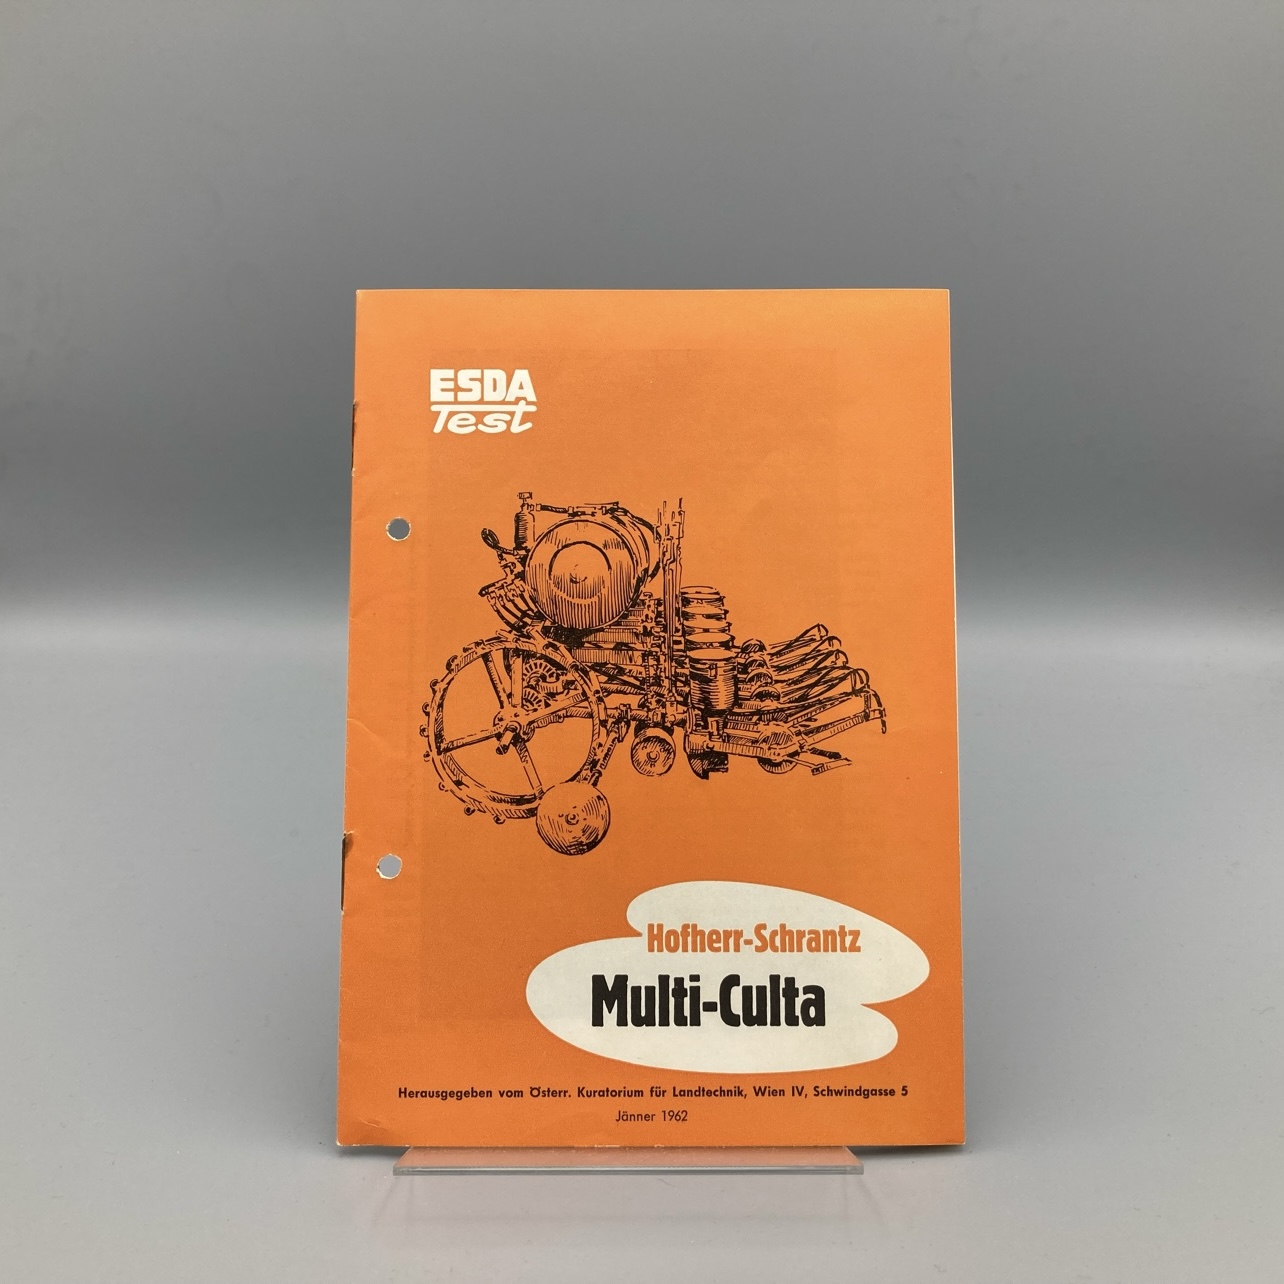 ESDA
Test
Hofherr-Schrantz
Multi-Culta
Herausgegeben vom Österr. Kuratorium für Landtechnik, Wien IV, Schwindgasse 5
Jänner 1962